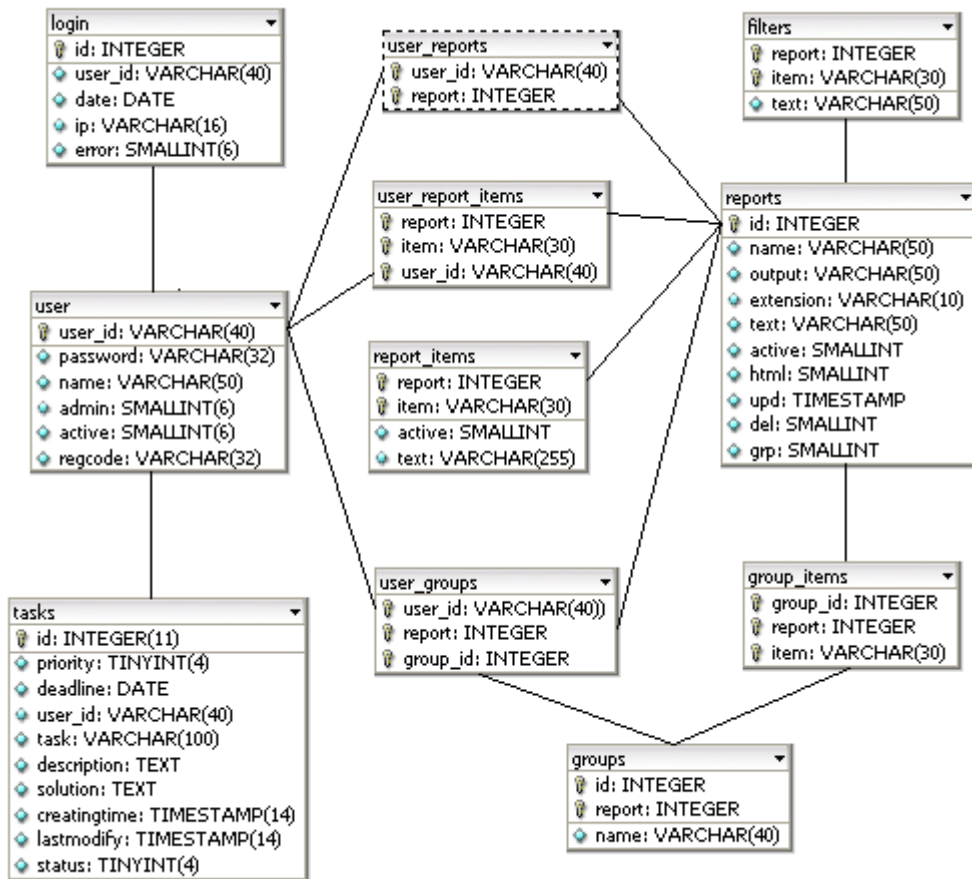 login
id: INTEGER
user_id: VARCHAR(40)
date: DATE
ip: VARCHAR(16)
error: SMALLINT(6)
user_reports
user_id: VARCHAR(40)
report: INTEGER
filters
report: INTEGER
item: VARCHAR(30)
text: VARCHAR(50)
user_report_items
report: INTEGER
item: VARCHAR(30)
user_id: VARCHAR(40)
reports
id: INTEGER
name: VARCHAR(50)
output: VARCHAR(50)
extension: VARCHAR(10)
text: VARCHAR(50)
active: SMALLINT
html: SMALLINT
upd: TIMESTAMP
del: SMALLINT
grp: SMALLINT
user
user_id: VARCHAR(40)
password: VARCHAR(32)
name: VARCHAR(50)
admin: SMALLINT(6)
active: SMALLINT(6)
regcode: VARCHAR(32)
report_items
report: INTEGER
item: VARCHAR(30)
active: SMALLINT
text: VARCHAR(255)
user_groups
user_id: VARCHAR(40))
report: INTEGER
group_id: INTEGER
group_items
group_id: INTEGER
report: INTEGER
item: VARCHAR(30)
tasks
id: INTEGER(11)
priority: TINYINT(4)
deadline: DATE
user_id: VARCHAR(40)
task: VARCHAR(100)
description: TEXT
solution: TEXT
creatingtime: TIMESTAMP(14)
lastmodify: TIMESTAMP(14)
status: TINYINT(4)
groups
id: INTEGER
report: INTEGER
name: VARCHAR(40)